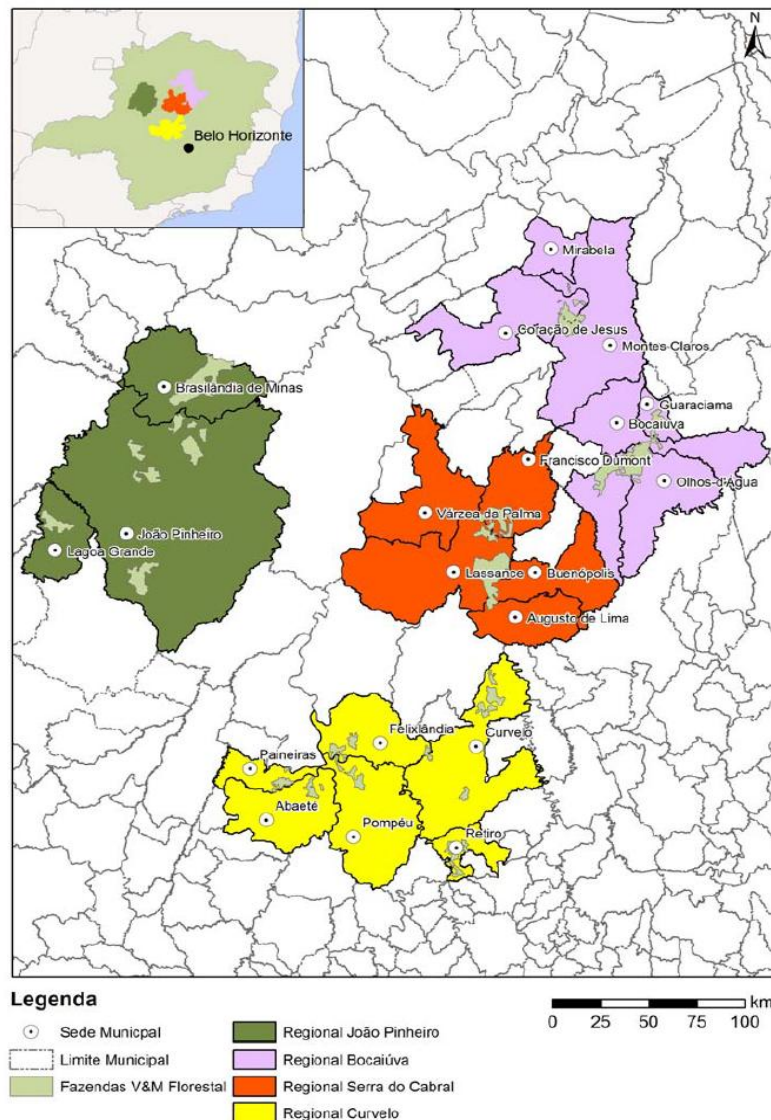 N
Belo Horizonte
Mirabela
Coração de Jesus
Montes Claros
Brasilândia de Minas
Guaraciama
Bocaiúva
Francisco Dumont
Olhos-d'Água
Várzea da Palma
João Pinheiro
Lagoa Grande
Lassance
Buenópolis
Augusto de Lima
Felixlândia
Curvelo
Paineiras
Abaeté
Pompéu
Retiro
Legenda
Sede Municpal
Limite Municipal
Fazendas V&M Florestal
Regional João Pinheiro
Regional Bocaiúva
Regional Serra do Cabral
Regional Curvelo
km
0 25 50 75 100